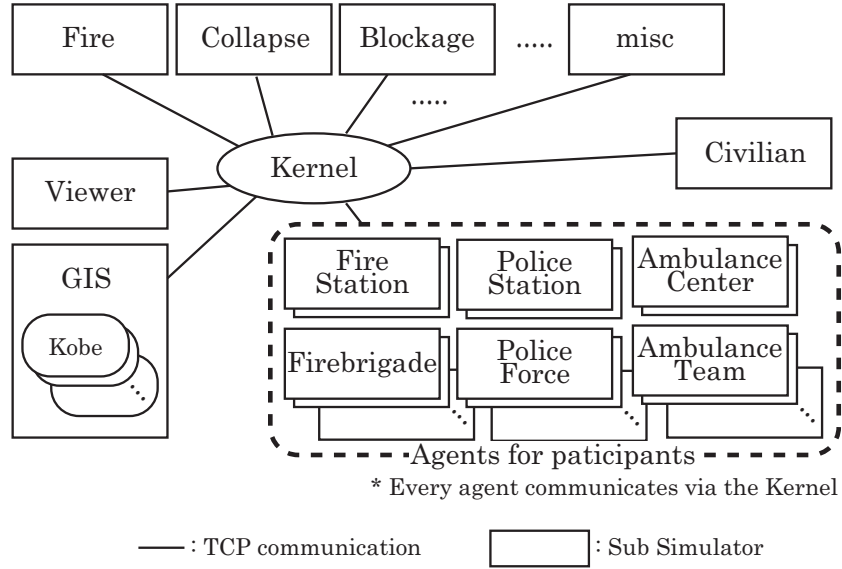 Fire
Collapse
Blockage
.....
misc
.....
Kernel
Civilian
Viewer
GIS
Kobe
Fire
Station
Police
Station
Ambulance
Center
Firebrigade
Police
Force
Ambulance
Team
Agents for paticipants
* Every agent communicates via the Kernel
: TCP communication
: Sub Simulator